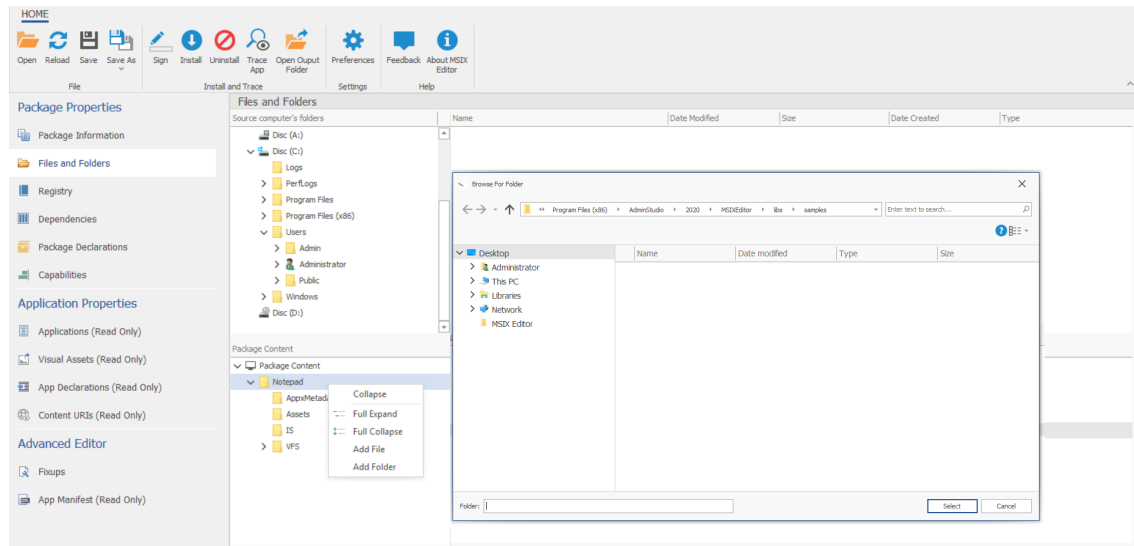 HOME
Open Reload Save Save As Sign Install Uninstall Trace App Open Ouput Folder Preferences Feedback About MSIX Editor
File Install and Trace Settings Help
Package Properties
Package Information
Files and Folders
Registry
Dependencies
Package Declarations
Capabilities
Application Properties
Applications (Read Only)
Visual Assets (Read Only)
App Declarations (Read Only)
Content URIs (Read Only)
Advanced Editor
Fixups
App Manifest (Read Only)
Files and Folders
Source computer's folders
Name Date Modified Size Date Created Type
Disc (A:)
Disc (C:)
Logs
PerfLogs
Program Files
Program Files (x86)
Users
Admin
Administrator
Public
Windows
Disc (D:)
Package Content
Package Content
Notepad
AppxMetad
Assets
IS
VFS
Collapse
Full Expand
Full Collapse
Add File
Add Folder
Browse For Folder
Program Files (x86) AdminStudio 2020 MSIXEditor libs samples
Enter text to search...
Desktop
Administrator
This PC
Libraries
Network
MSIX Editor
Name Date modified Type Size
Folder:
Select Cancel